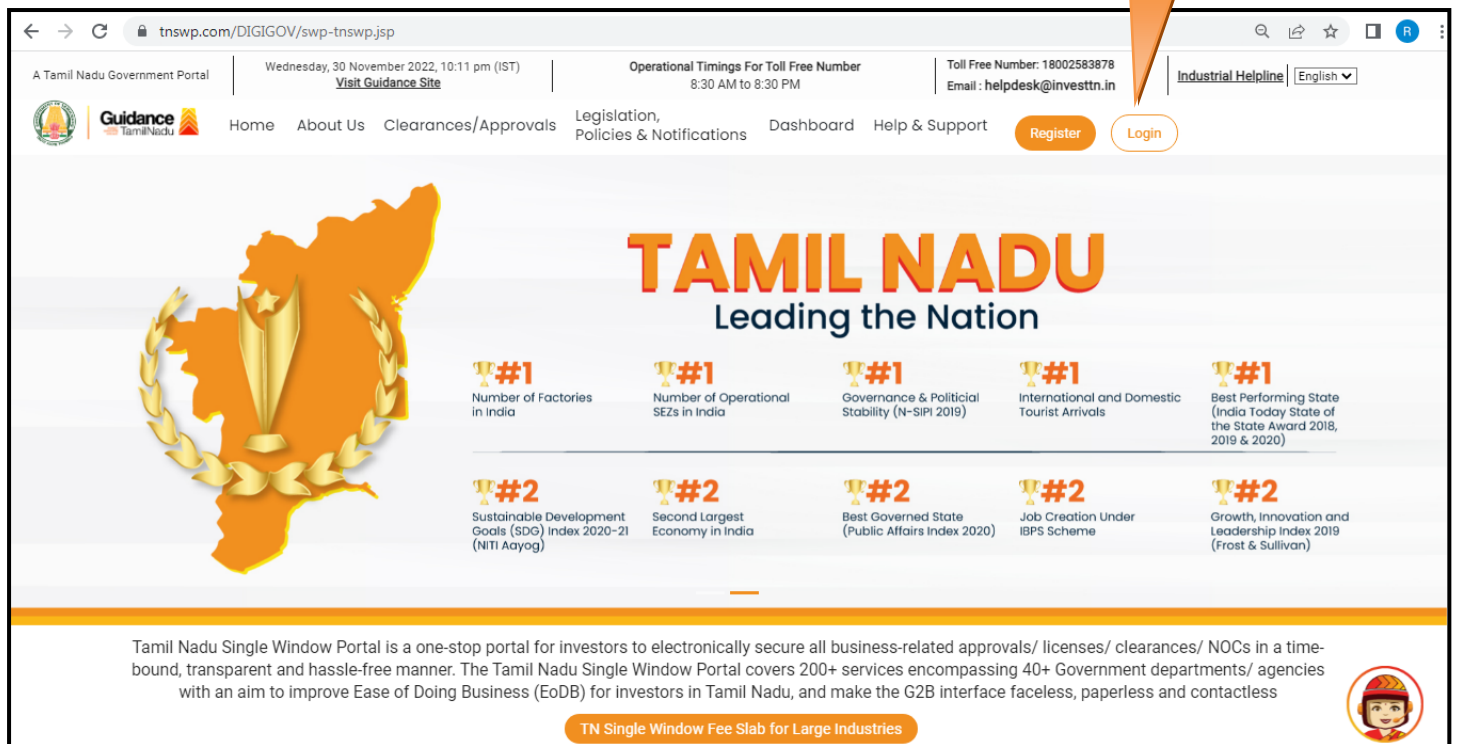 tnswp.com/DIGIGOV/swp-tnswp.jsp
R
A Tamil Nadu Government Portal
Wednesday, 30 November 2022, 10:11 pm (IST)
Visit Guidance Site
Operational Timings For Toll Free Number
8:30 AM to 8:30 PM
Toll Free Number: 18002583878
Email : helpdesk@investtn.in
Industrial Helpline
English
Guidance
TamilNadu
Home
About Us
Clearances/Approvals
Legislation,
Policies & Notifications
Dashboard
Help & Support
Register
Login
TAMIL NADU
Leading the Nation
#1
Number of Factories
in India
#1
Number of Operational
SEZs in India
#1
Governance & Politicial
Stability (N-SIPI 2019)
#1
International and Domestic
Tourist Arrivals
#1
Best Performing State
(India Today State of
the State Award 2018,
2019 & 2020)
#2
Sustainable Development
Goals (SDG) Index 2020-21
(NITI Aayog)
#2
Second Largest
Economy in India
#2
Best Governed State
(Public Affairs Index 2020)
#2
Job Creation Under
IBPS Scheme
#2
Growth, Innovation and
Leadership Index 2019
(Frost & Sullivan)
Tamil Nadu Single Window Portal is a one-stop portal for investors to electronically secure all business-related approvals/ licenses/ clearances/ NOCs in a time-
bound, transparent and hassle-free manner. The Tamil Nadu Single Window Portal covers 200+ services encompassing 40+ Government departments/ agencies
with an aim to improve Ease of Doing Business (EoDB) for investors in Tamil Nadu, and make the G2B interface faceless, paperless and contactless
TN Single Window Fee Slab for Large Industries